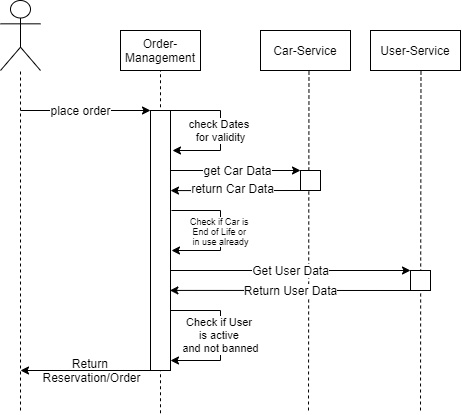 Order-
Management
Car-Service
User-Service
place order
check Dates
for validity
get Car Data
return Car Data
Check if Car is
End of Life or
in use already
Get User Data
Return User Data
Check if User
is active
and not banned
Return
Reservation/Order